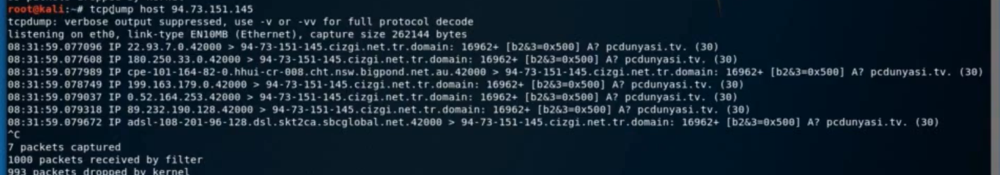 root@kali:~# tcpdump host 94.73.151.145
tcpdump: verbose output suppressed, use -v or -vv for full protocol decode
listening on eth0, link-type EN10MB (Ethernet), capture size 262144 bytes
08:31:59.077096 IP 22.93.7.0.42000 > 94-73-151-145.cizgi.net.tr.domain: 16962+ [b2&3=0x500] A? pcdunyasi.tv. (30)
08:31:59.077608 IP 180.250.33.0.42000 > 94-73-151-145.cizgi.net.tr.domain: 16962+ [b2&3=0x500] A? pcdunyasi.tv. (30)
08:31:59.077989 IP cpe-101-164-82-0.hhui-cr-008.cht.nsw.bigpond.net.au.42000 > 94-73-151-145.cizgi.net.tr.domain: 16962+ [b2&3=0x500] A? pcdunyasi.tv. (30)
08:31:59.078749 IP 199.163.179.0.42000 > 94-73-151-145.cizgi.net.tr.domain: 16962+ [b2&3=0x500] A? pcdunyasi.tv. (30)
08:31:59.079037 IP 0.52.164.253.42000 > 94-73-151-145.cizgi.net.tr.domain: 16962+ [b2&3=0x500] A? pcdunyasi.tv. (30)
08:31:59.079318 IP 89.232.190.128.42000 > 94-73-151-145.cizgi.net.tr.domain: 16962+ [b2&3=0x500] A? pcdunyasi.tv. (30)
08:31:59.079672 IP adsl-108-201-96-128.dsl.skt2ca.sbcglobal.net.42000 > 94-73-151-145.cizgi.net.tr.domain: 16962+ [b2&3=0x500] A? pcdunyasi.tv. (30)
^C
7 packets captured
1000 packets received by filter
993 packets dropped by kernel